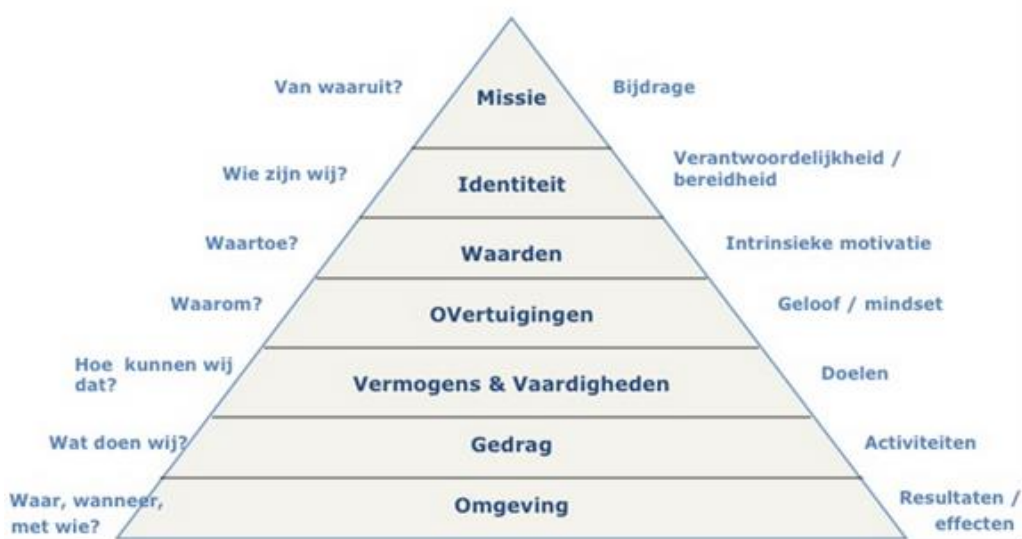 Van waaruit?
Missie
Bijdrage
Wie zijn wij?
Identiteit
Verantwoordelijkheid /
bereidheid
Waartoe?
Waarden
Intrinsieke motivatie
Waarom?
OVertuigingen
Geloof / mindset
Hoe kunnen wij
dat?
Vermogens & Vaardigheden
Doelen
Wat doen wij?
Gedrag
Activiteiten
Waar, wanneer,
met wie?
Omgeving
Resultaten /
effecten